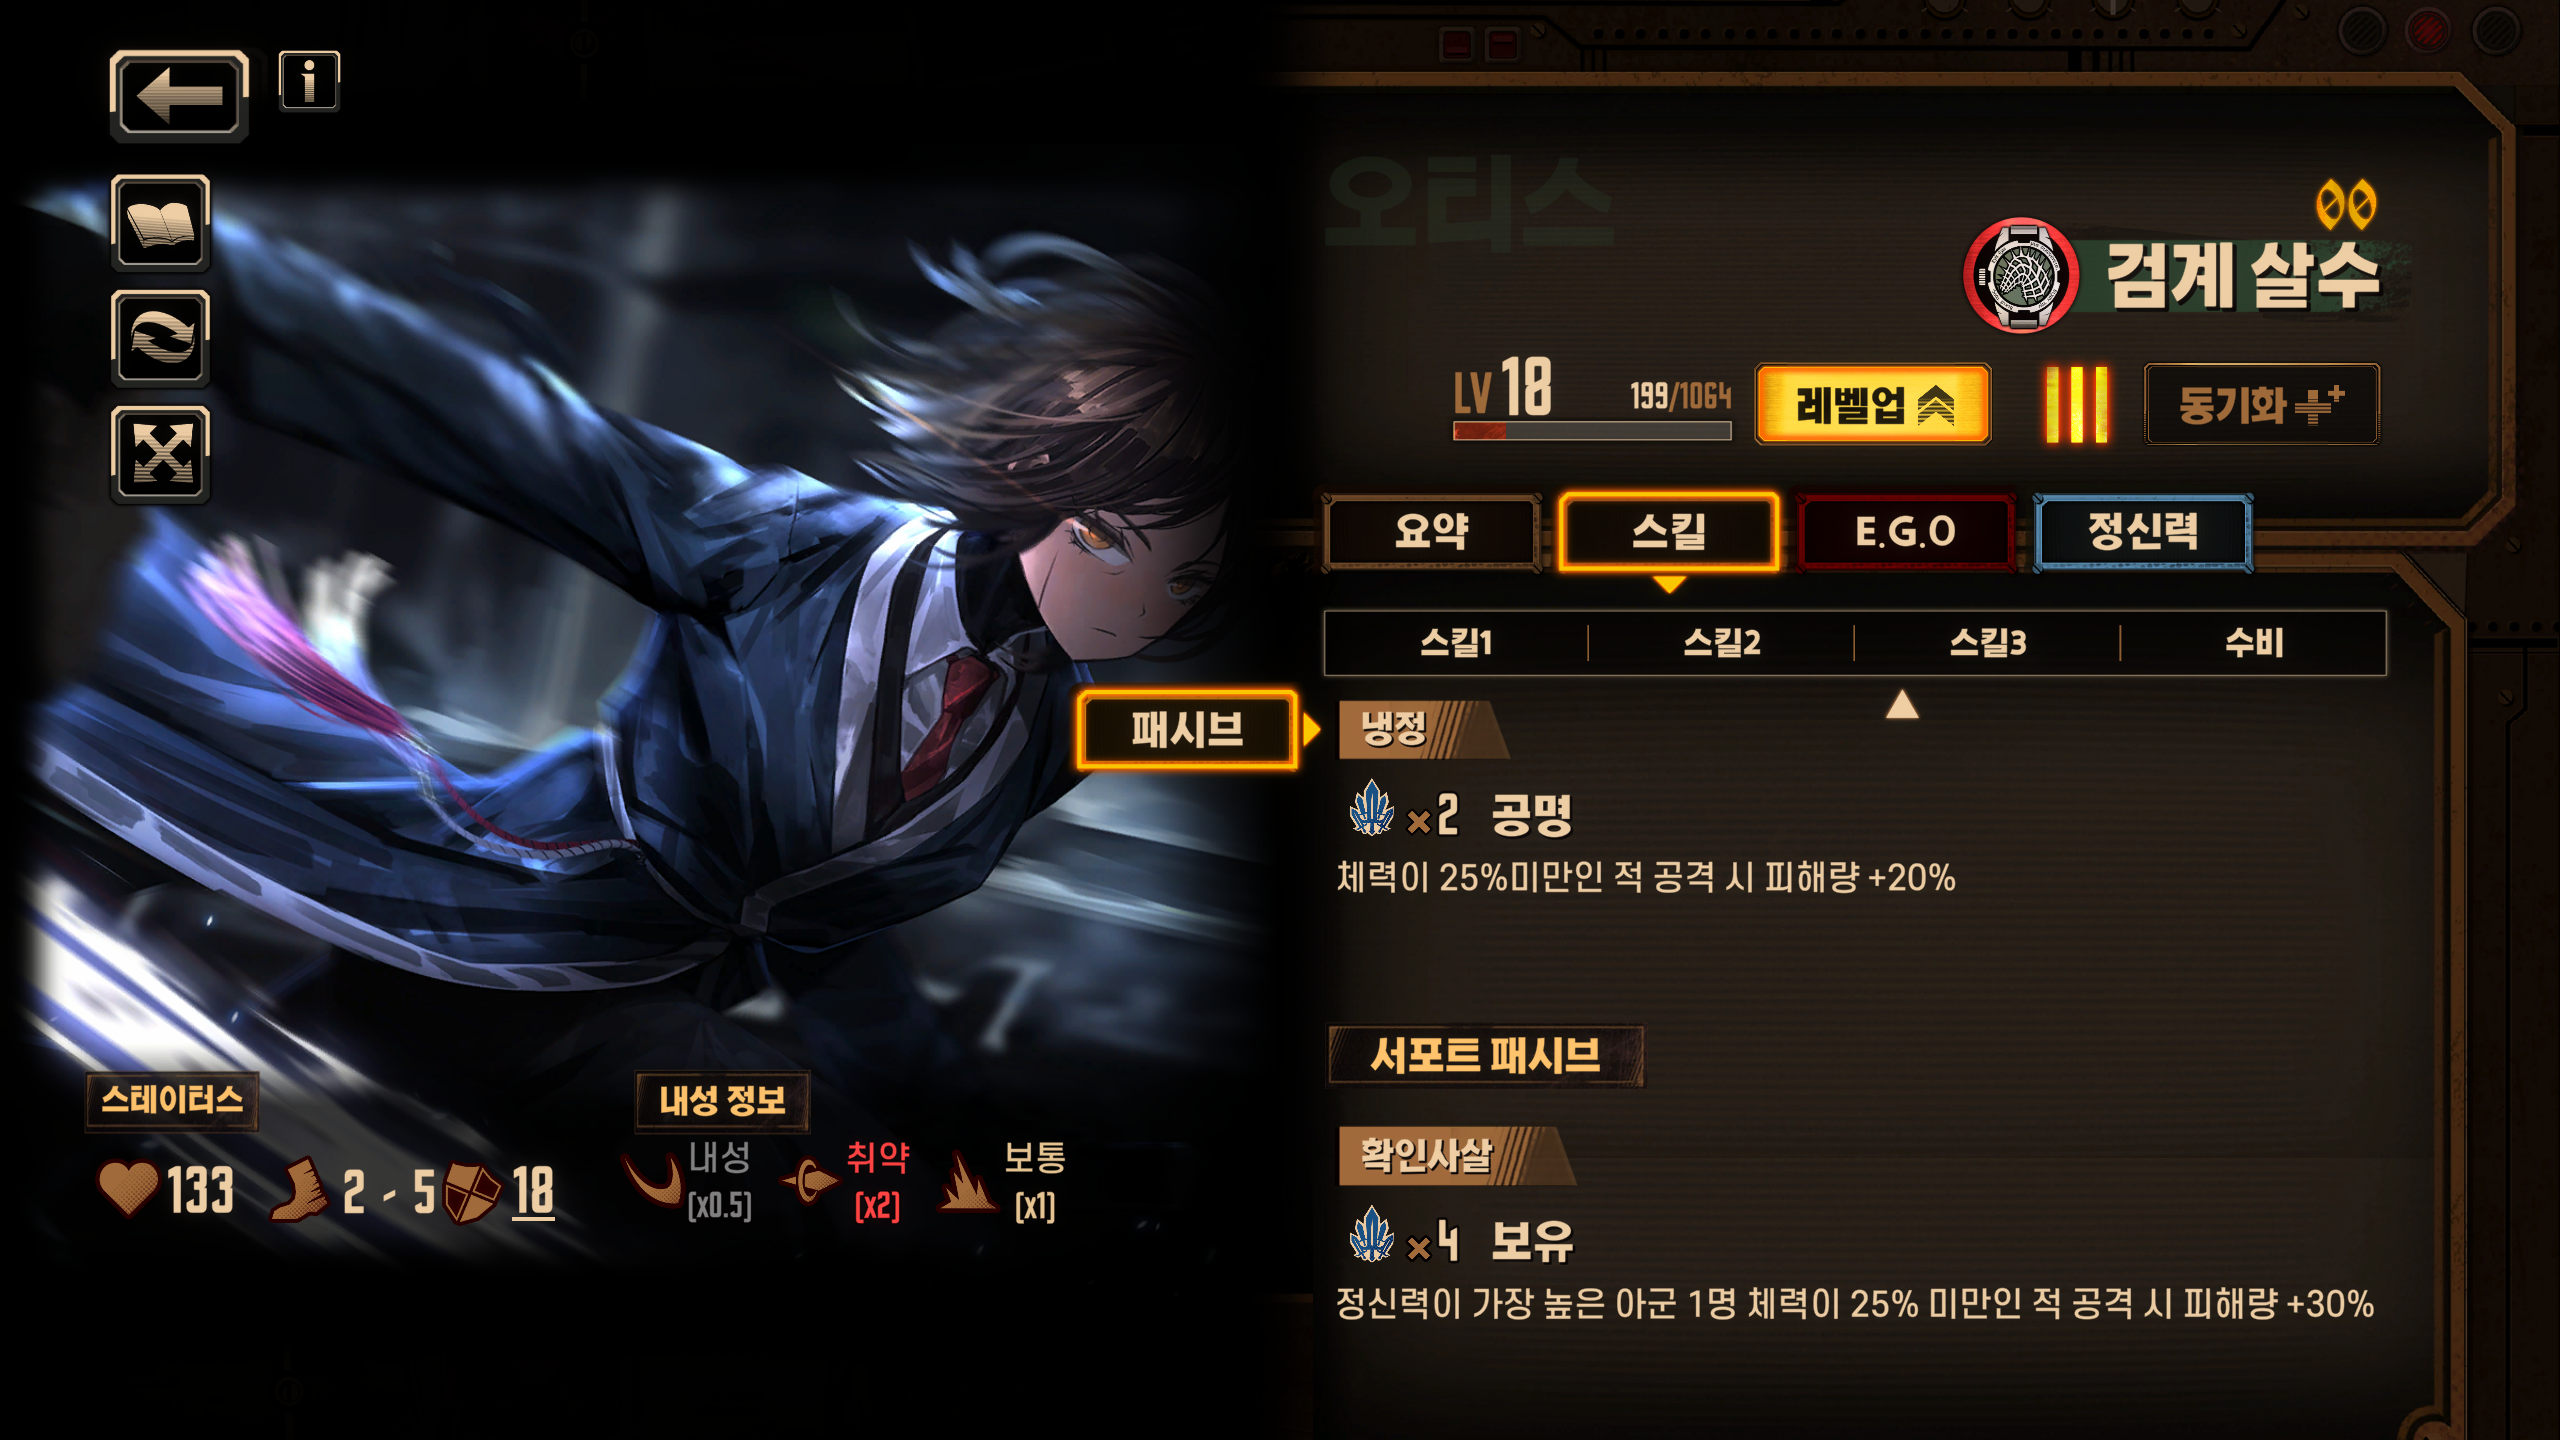 오티스
검계 살수
LV 18 199/1064
레벨업
동기화
요약
스킬
E.G.O
정신력
스킬1
스킬2
스킬3
수비
패시브
냉정
×2 공명
체력이 25%미만인 적 공격 시 피해량 +20%
서포트 패시브
확인사살
×4 보유
정신력이 가장 높은 아군 1명 체력이 25% 미만인 적 공격 시 피해량 +30%
스테이터스
133
2 - 5
18
내성 정보
내성
[x0.5]
취약
[x2]
보통
[x1]